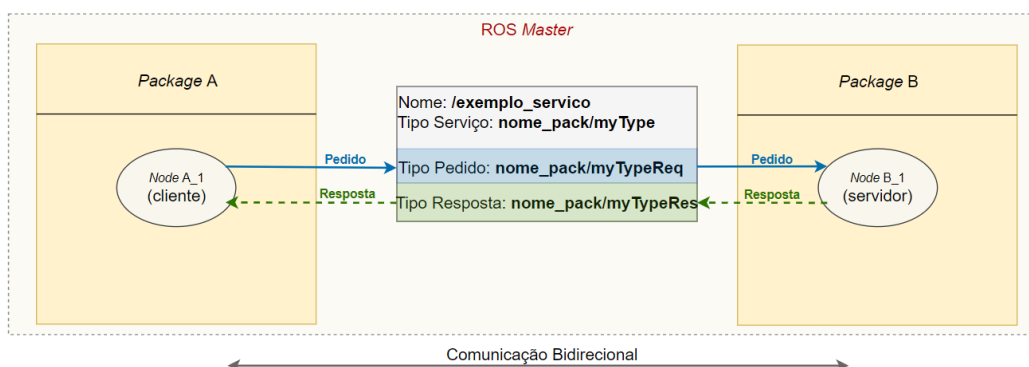 ROS Master
Package A
Package B
Nome: /exemplo_servico
Tipo Serviço: nome_pack/myType
Pedido
Tipo Pedido: nome_pack/myTypeReq
Pedido
Node A_1
(cliente)
Resposta
Tipo Resposta: nome_pack/myTypeRes
Resposta
Node B_1
(servidor)
Comunicação Bidirecional